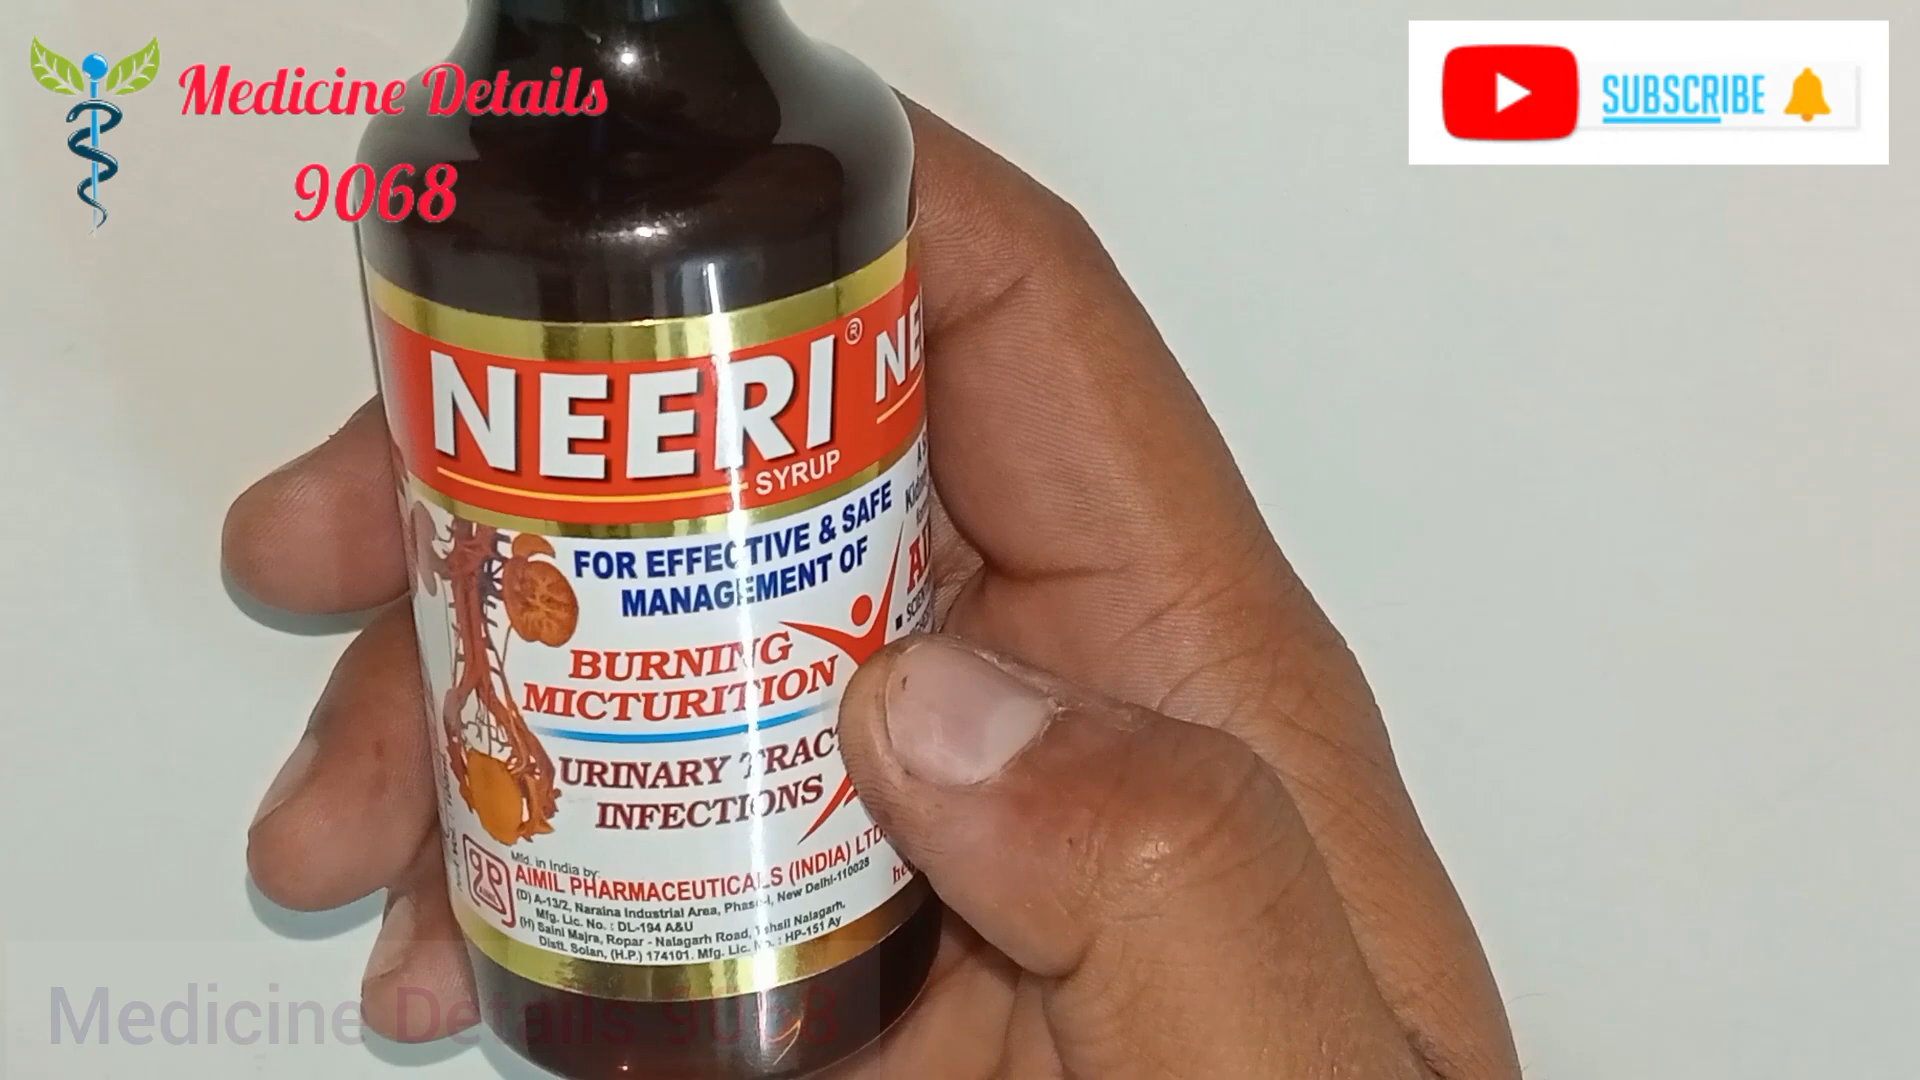 Medicine Details
9068
SUBSCRIBE
NEERI®
SYRUP
FOR EFFECTIVE & SAFE
MANAGEMENT OF
BURNING
MICTURITION
URINARY TRACT
INFECTIONS
Mfd. in India by:
AIMIL PHARMACEUTICALS (INDIA) LTD.
(D) A-13/2, Naraina Industrial Area, Phase-I, New Delhi-110028
Mfg. Lic. No. : DL-194 A&U
(H) Saini Majra, Ropar - Nalagarh Road, Tehsil Nalagarh,
Distt. Solan, (H.P.) 174101. Mfg. Lic. No. : HP-151 Ay
NE
Medicine Details 9068